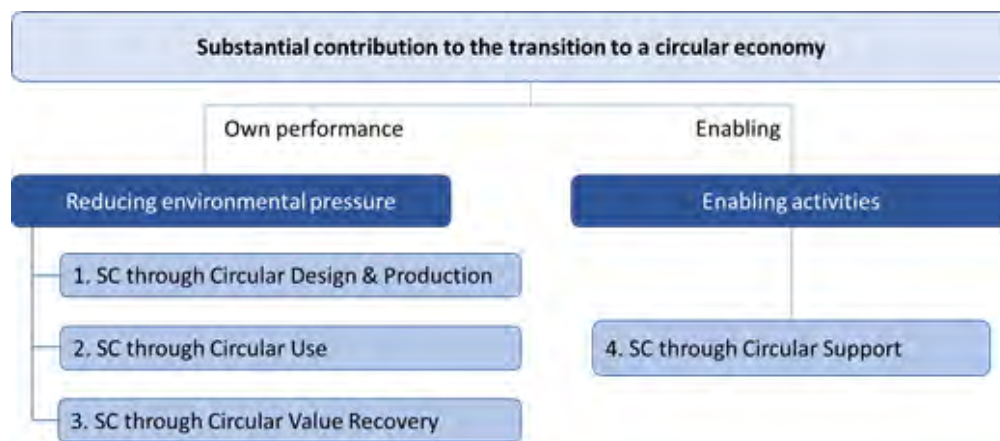 Substantial contribution to the transition to a circular economy
Own performance
Enabling
Reducing environmental pressure
Enabling activities
1. SC through Circular Design & Production
2. SC through Circular Use
3. SC through Circular Value Recovery
4. SC through Circular Support